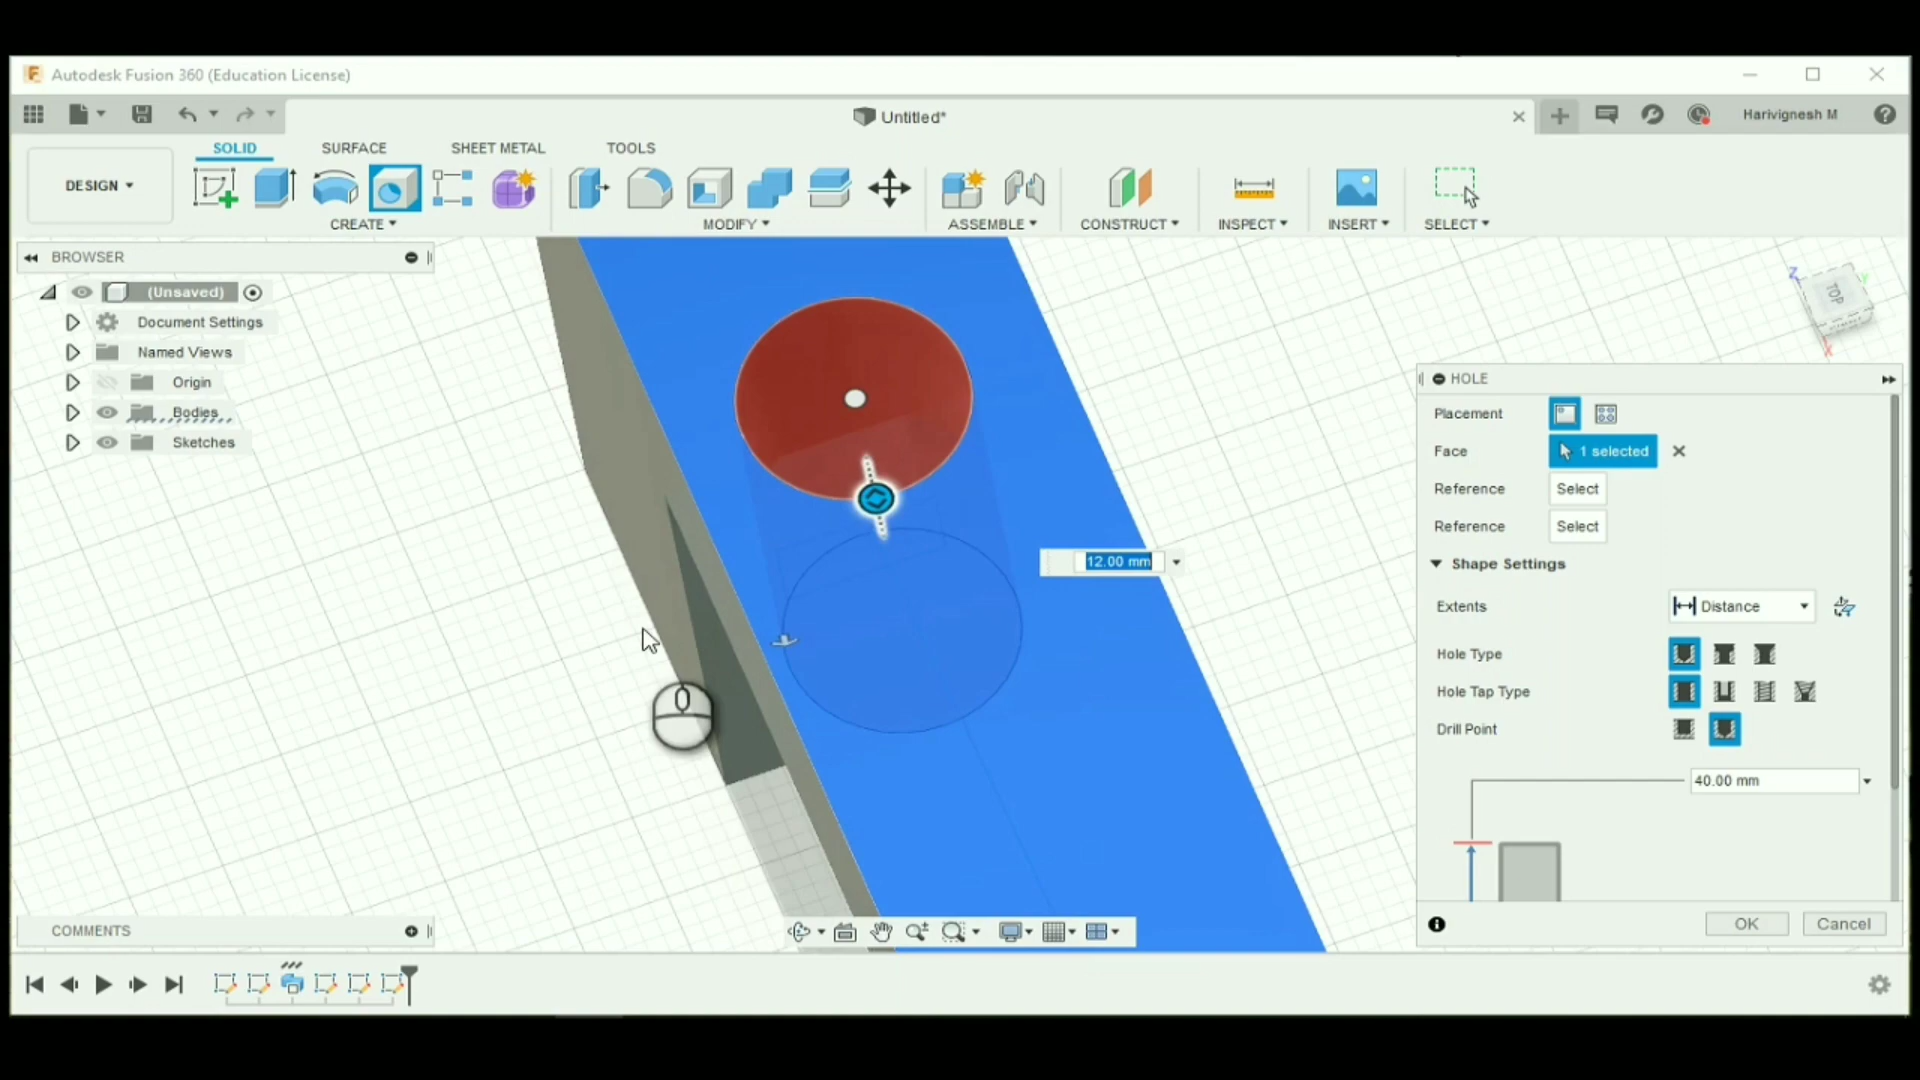 Autodesk Fusion 360 (Education License)
Untitled*
Harivignesh M
DESIGN
SOLID
SURFACE
SHEET METAL
TOOLS
CREATE
MODIFY
ASSEMBLE
CONSTRUCT
INSPECT
INSERT
SELECT
BROWSER
(Unsaved)
Document Settings
Named Views
Origin
Bodies
Sketches
Z
Y
TOP
X
12.00 mm
HOLE
Placement
Face
1 selected
Reference
Select
Reference
Select
Shape Settings
Extents
Distance
Hole Type
Hole Tap Type
Drill Point
40.00 mm
OK
Cancel
COMMENTS